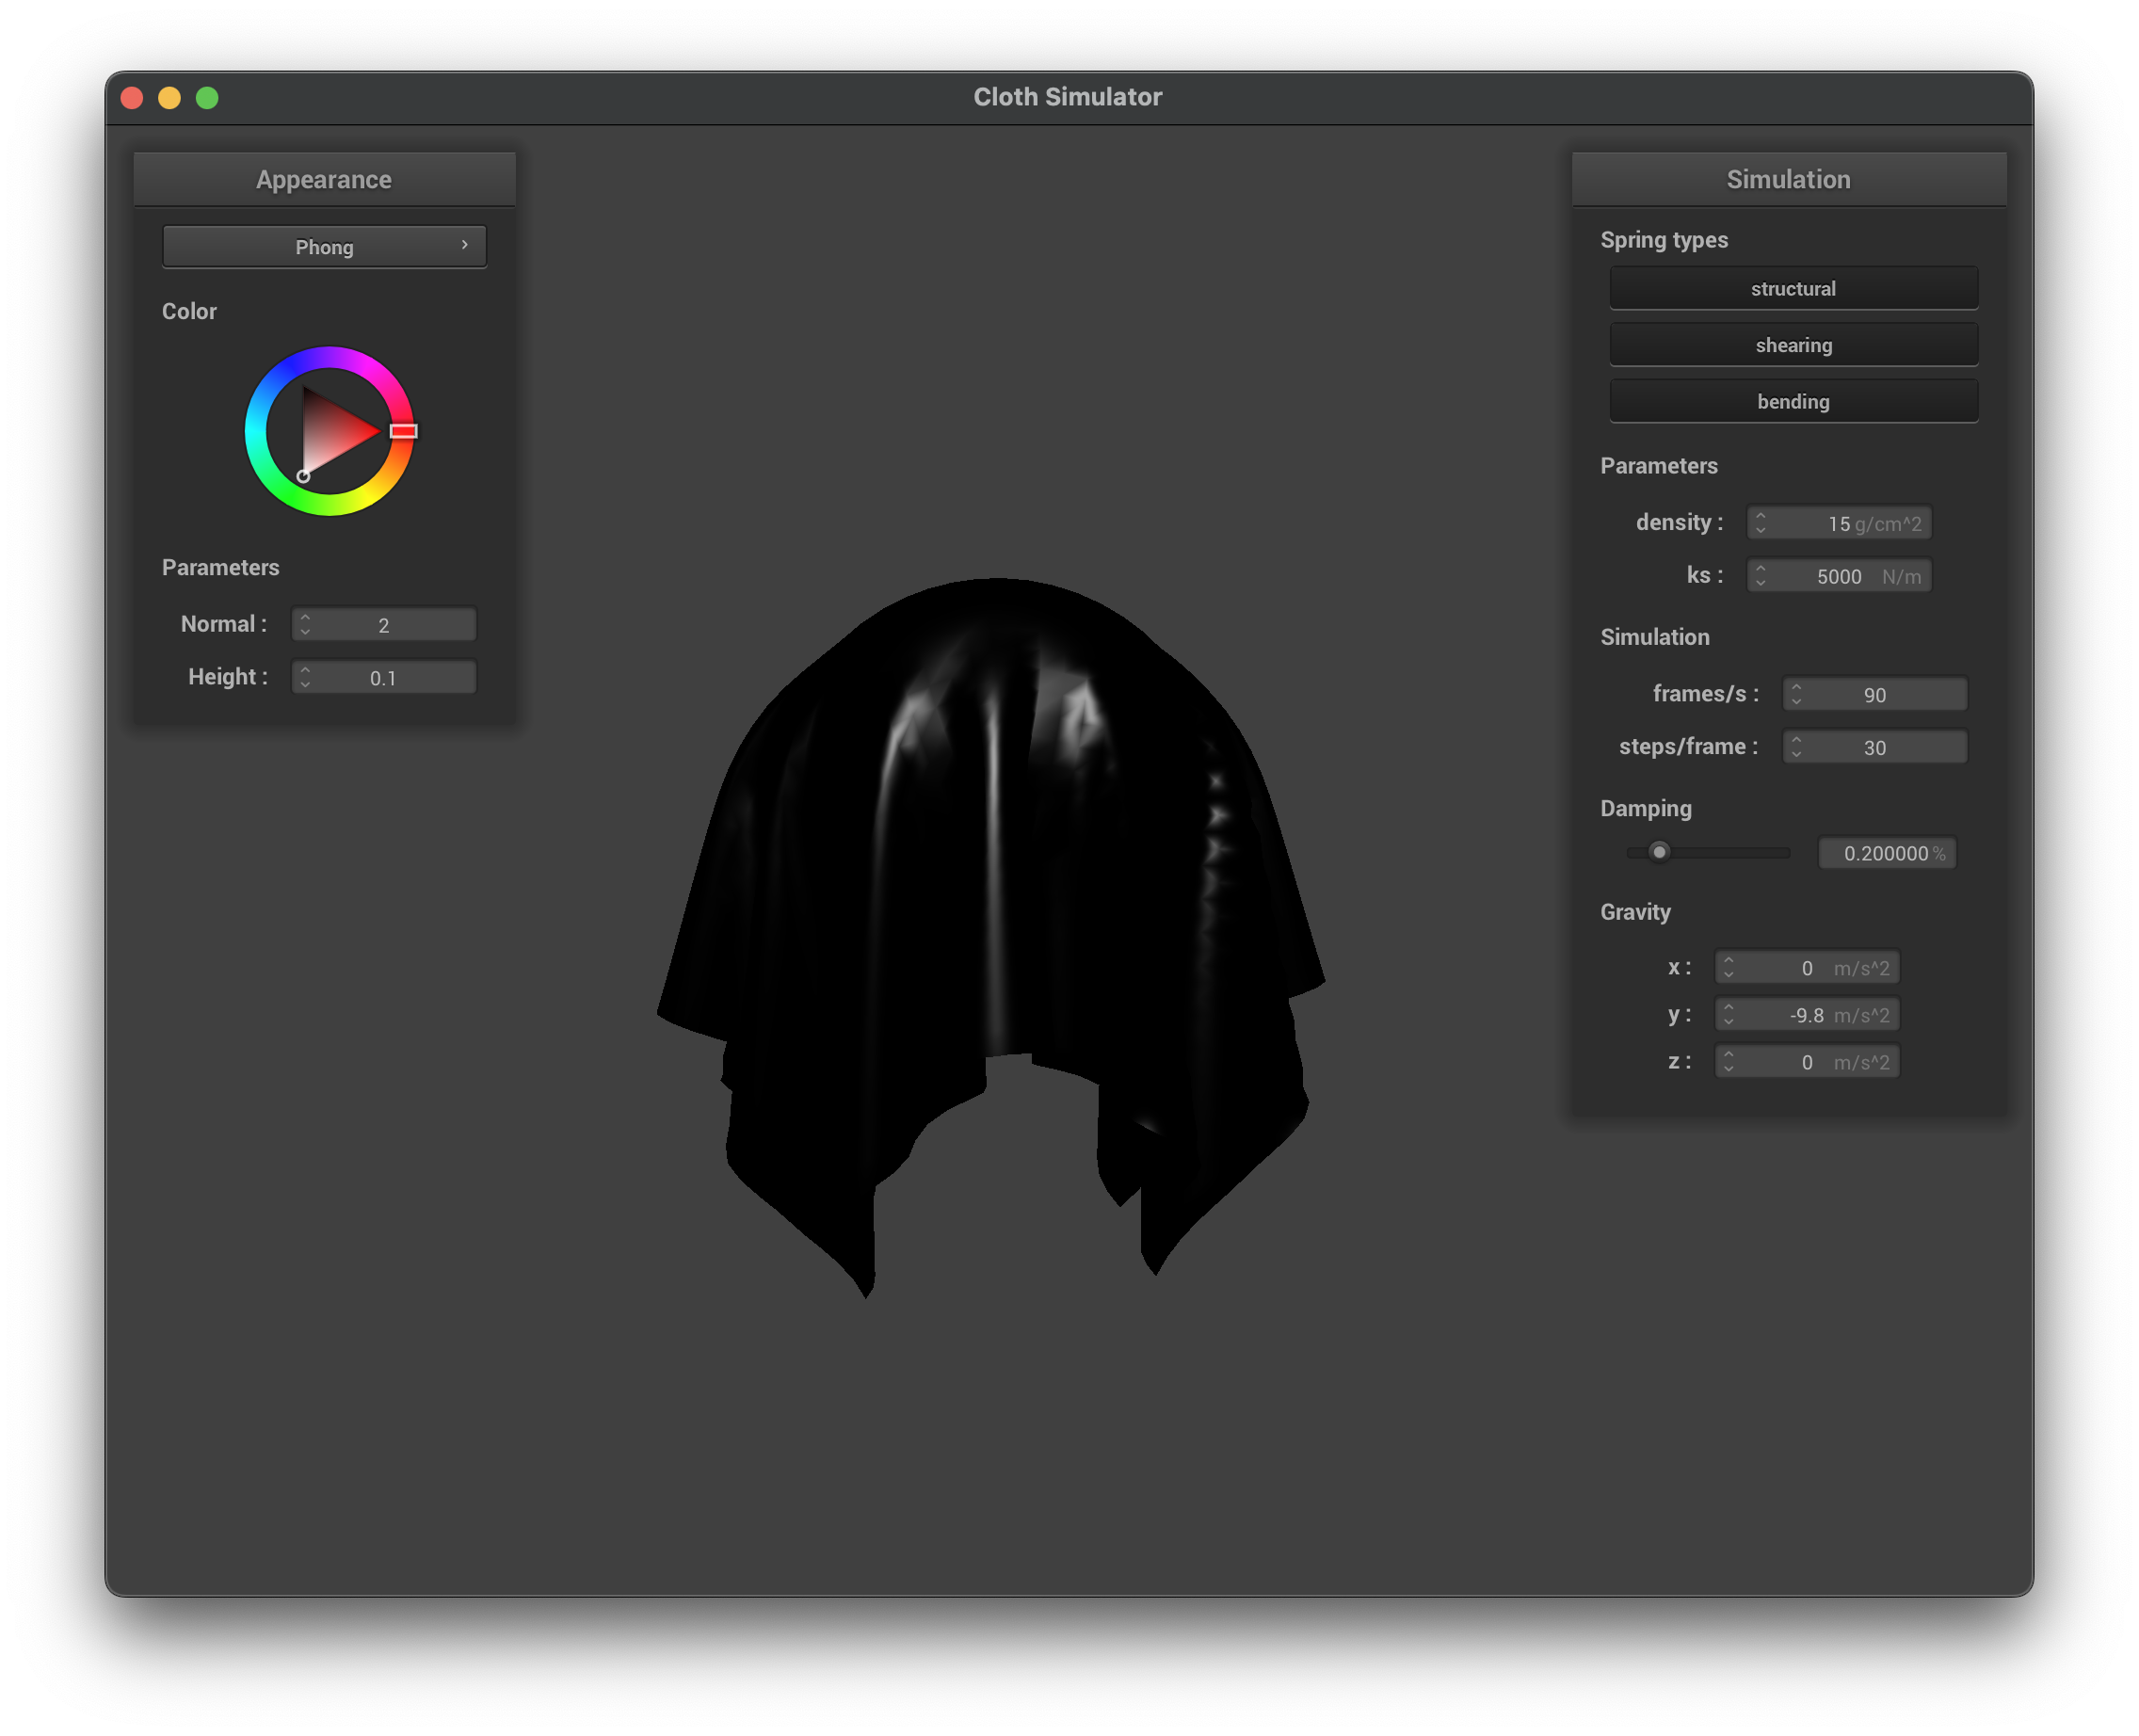 Cloth Simulator
Appearance
Phong
Color
Parameters
Normal : 2
Height : 0.1
Simulation
Spring types
structural
shearing
bending
Parameters
density : 15 g/cm^2
ks : 5000 N/m
Simulation
frames/s : 90
steps/frame : 30
Damping
0.200000 %
Gravity
x : 0 m/s^2
y : -9.8 m/s^2
z : 0 m/s^2